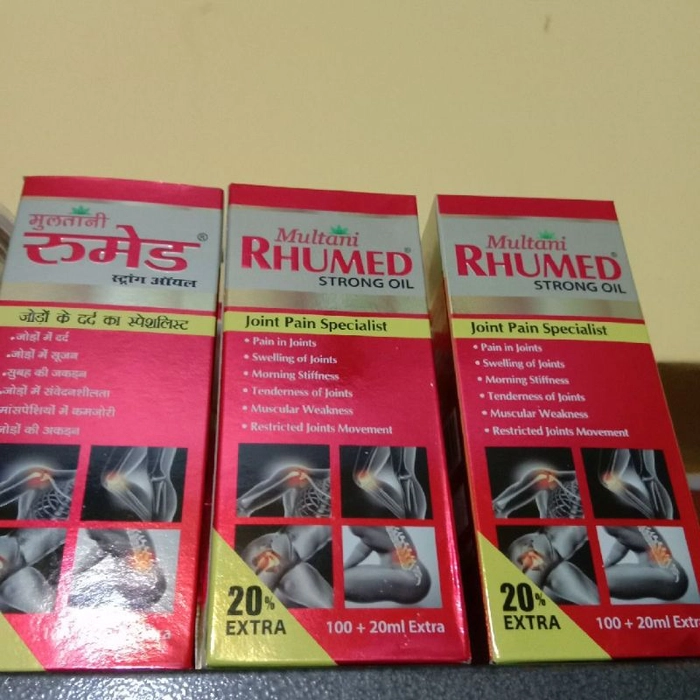 मुलतानी
रुमेड®
स्ट्रांग ऑयल
जोड़ों के दर्द का स्पेशलिस्ट
•जोड़ों में दर्द
•जोड़ों में सूजन
•सुबह की जकड़न
•जोड़ों में संवेदनशीलता
मांसपेशियों में कमजोरी
जोड़ों की अकड़न
Multani
RHUMED®
STRONG OIL
Joint Pain Specialist
• Pain in Joints
• Swelling of Joints
• Morning Stiffness
• Tenderness of Joints
• Muscular Weakness
• Restricted Joints Movement
20%
EXTRA
100 + 20ml Extra
Multani
RHUMED®
STRONG OIL
Joint Pain Specialist
• Pain in Joints
• Swelling of Joints
• Morning Stiffness
• Tenderness of Joints
• Muscular Weakness
• Restricted Joints Movement
20%
EXTRA
100 + 20ml Extra